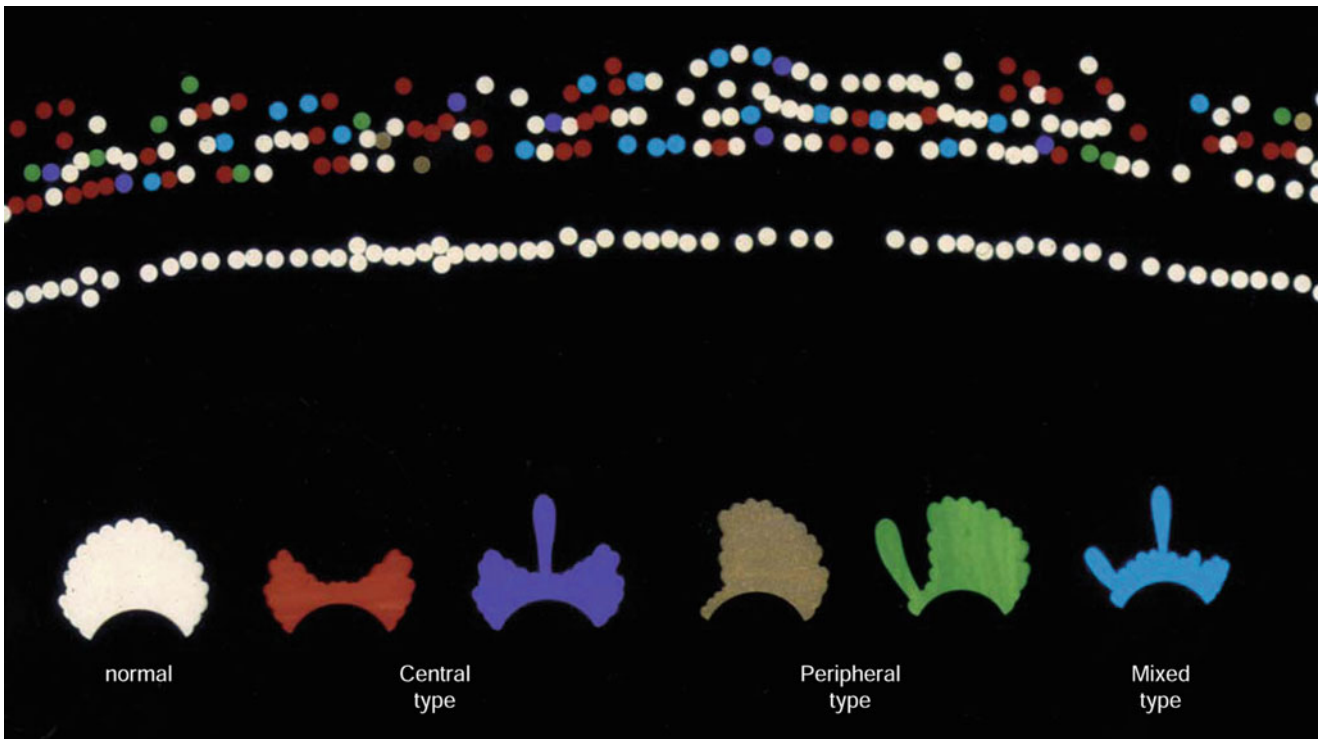 normal
Central
type
Peripheral
type
Mixed
type